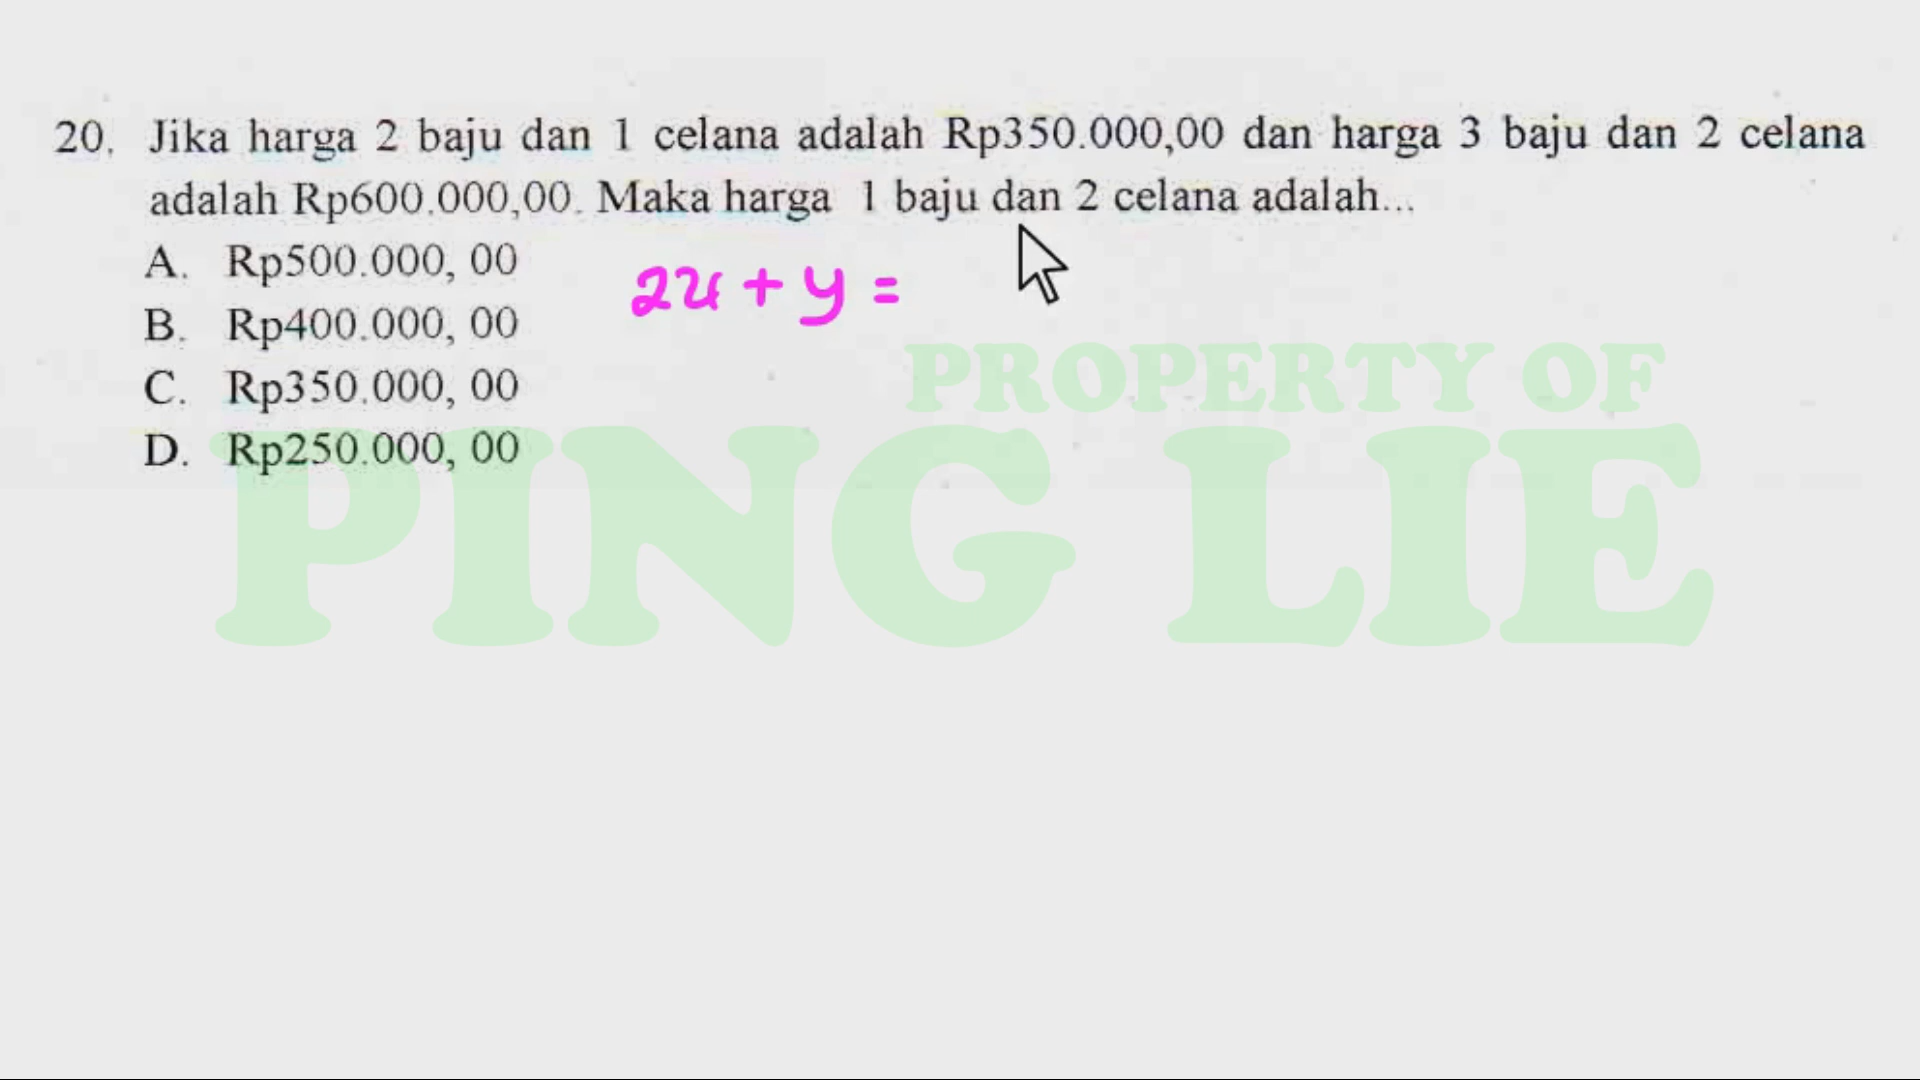 20. Jika harga 2 baju dan 1 celana adalah Rp350.000,00 dan harga 3 baju dan 2 celana
adalah Rp600.000,00. Maka harga 1 baju dan 2 celana adalah...
A. Rp500.000, 00
B. Rp400.000, 00
C. Rp350.000, 00
D. Rp250.000, 00
2x + y =
PROPERTY OF
PING LIE